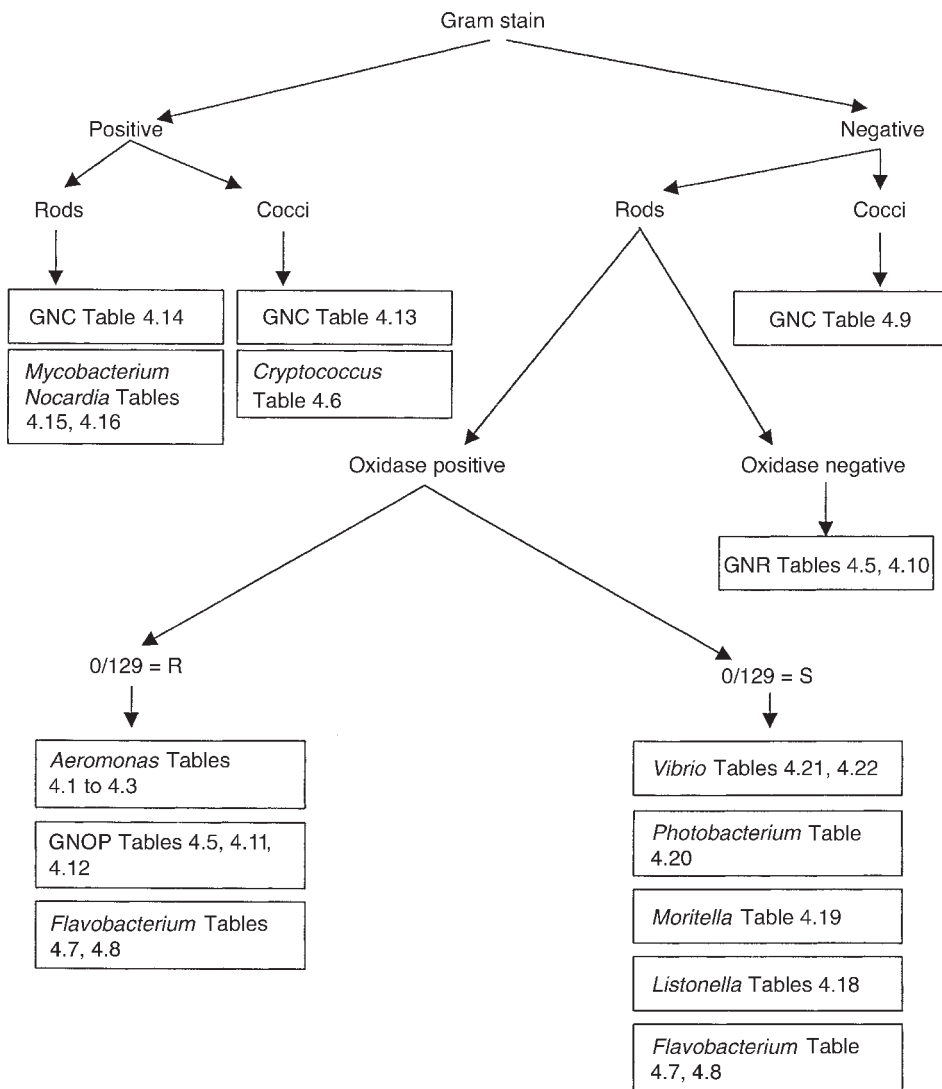 Gram stain
Positive
Negative
Rods
Cocci
Rods
Cocci
GNC Table 4.14
GNC Table 4.13
GNC Table 4.9
Mycobacterium
Nocardia Tables
4.15, 4.16
Cryptococcus
Table 4.6
Oxidase positive
Oxidase negative
GNR Tables 4.5, 4.10
0/129 = R
0/129 = S
Aeromonas Tables
4.1 to 4.3
GNOP Tables 4.5, 4.11,
4.12
Flavobacterium Tables
4.7, 4.8
Vibrio Tables 4.21, 4.22
Photobacterium Table
4.20
Moritella Table 4.19
Listonella Tables 4.18
Flavobacterium Table
4.7, 4.8